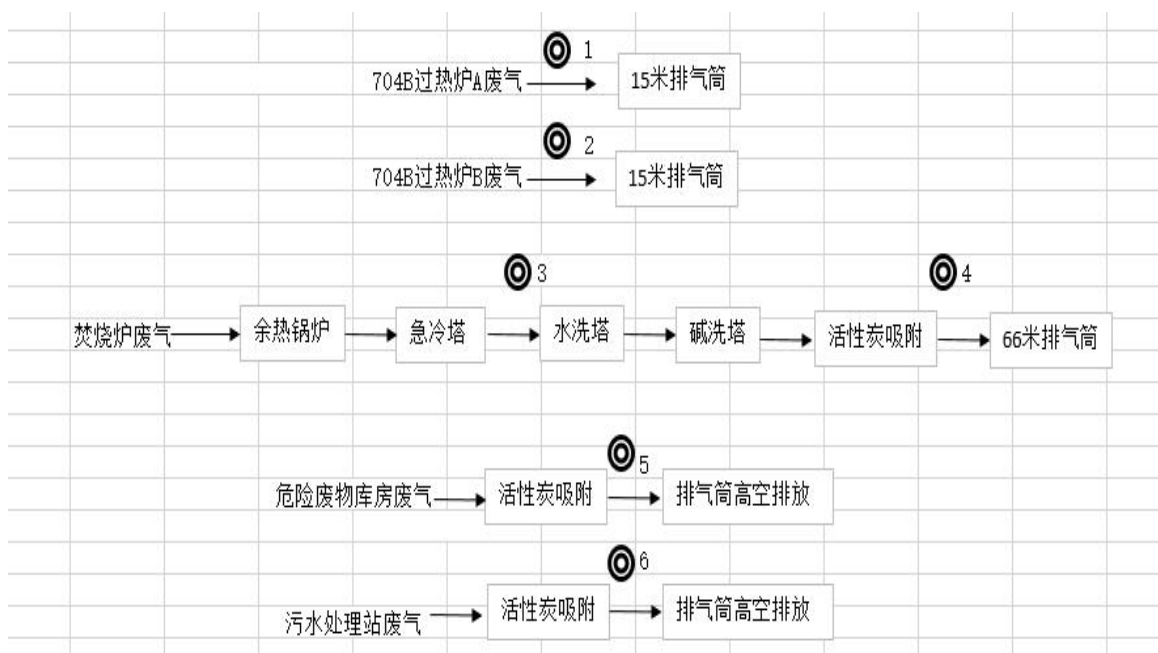 1
704B过热炉A废气 15米排气筒
2
704B过热炉B废气 15米排气筒
3 4
焚烧炉废气 余热锅炉 急冷塔 水洗塔 碱洗塔 活性炭吸附 66米排气筒
5
危险废物库房废气 活性炭吸附 排气筒高空排放
6
污水处理站废气 活性炭吸附 排气筒高空排放